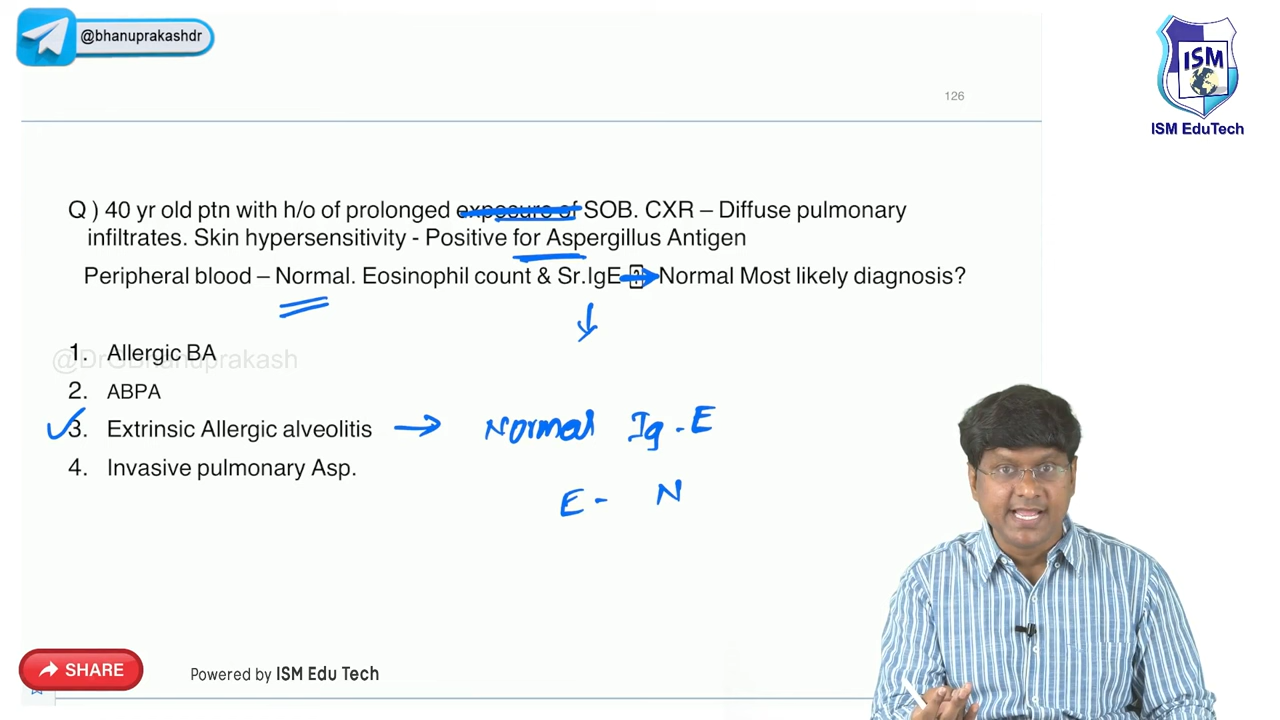 @bhanuprakashdr
ISM
ISM EduTech
126
Q ) 40 yr old ptn with h/o of prolonged exposure of SOB. CXR – Diffuse pulmonary
infiltrates. Skin hypersensitivity - Positive for Aspergillus Antigen
Peripheral blood – Normal. Eosinophil count & Sr.IgE → Normal Most likely diagnosis?
@DrGBhanuprakash
1. Allergic BA
2. ABPA
3. Extrinsic Allergic alveolitis → Normal Ig-E
4. Invasive pulmonary Asp.
E - N
SHARE
Powered by ISM Edu Tech